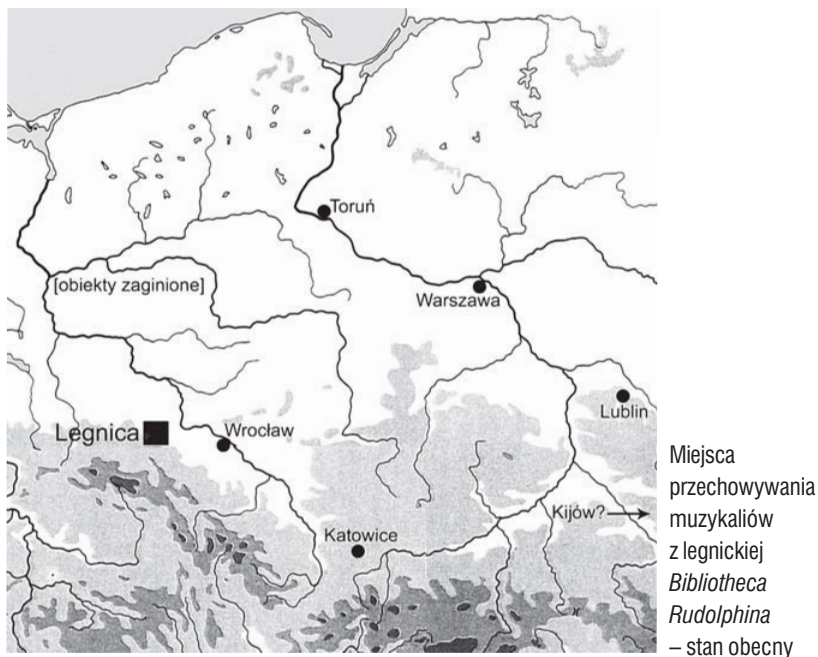 Toruń
[obiekty zaginione]
Warszawa
Lublin
Legnica
Wrocław
Kijów?
Katowice
Miejsca
przechowywania
muzykaliów
z legnickiej
Bibliotheca
Rudolphina
– stan obecny